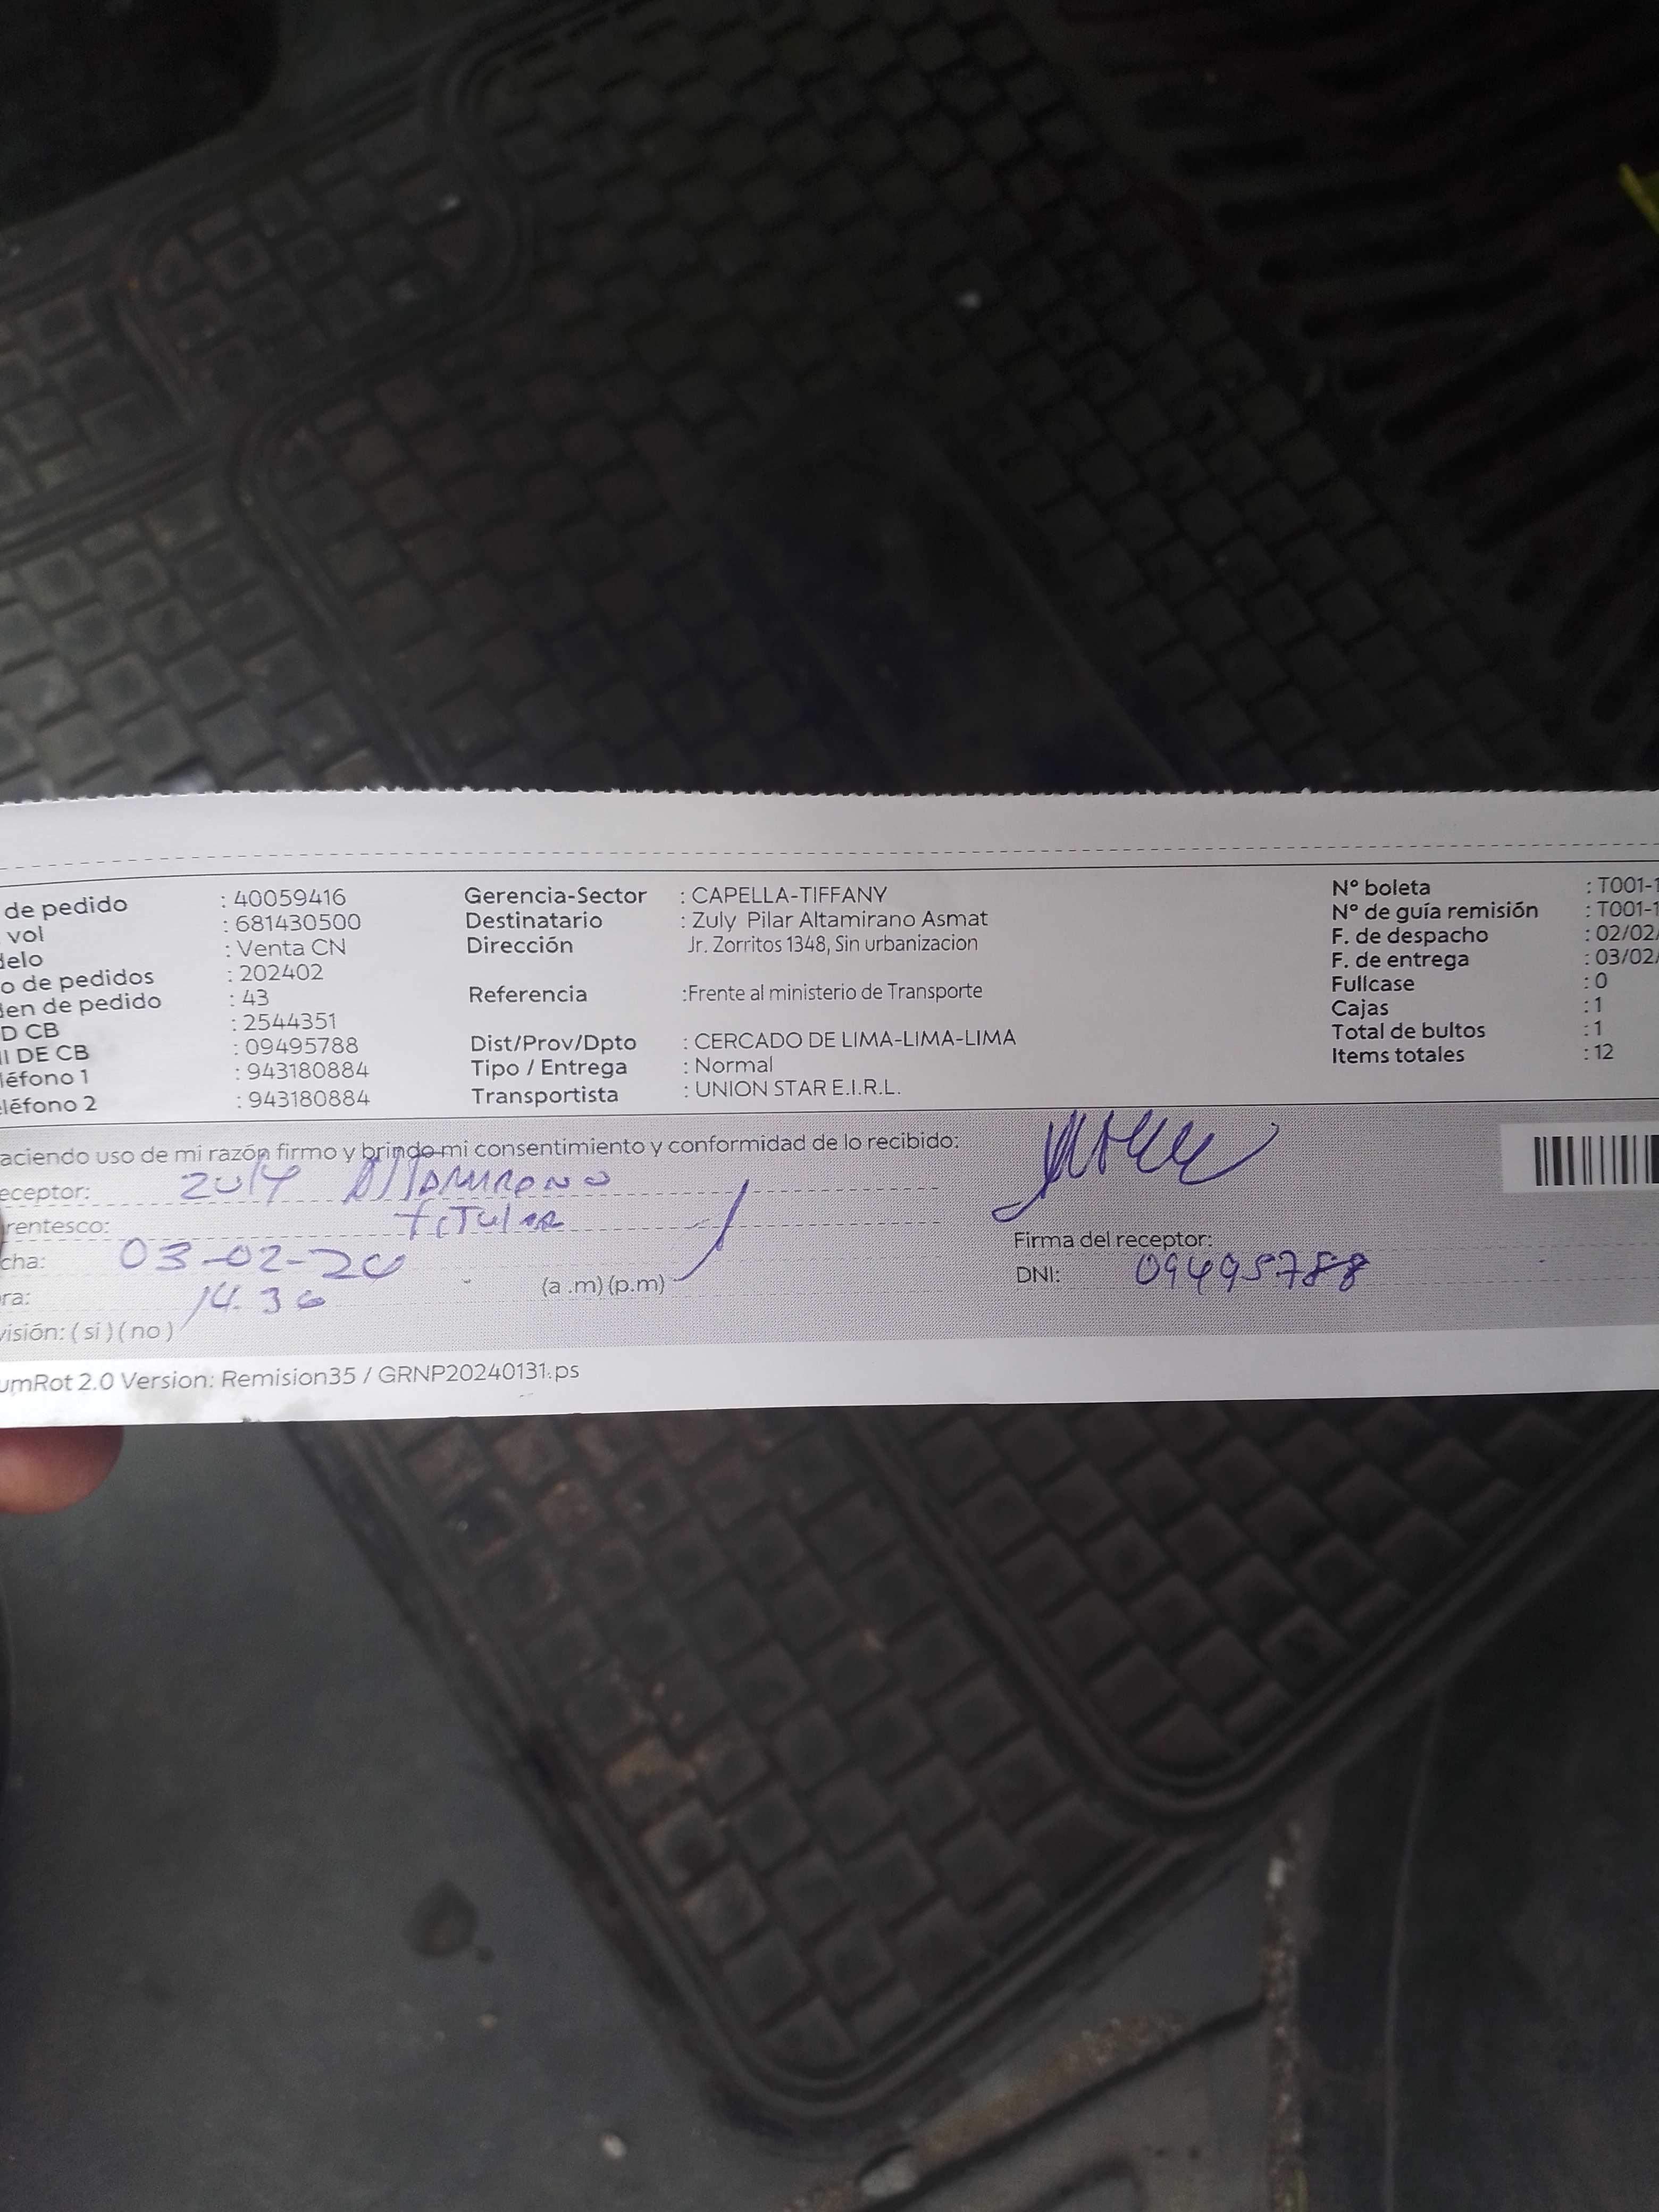 de pedido : 40059416 Gerencia-Sector : CAPELLA-TIFFANY Nº boleta : T001-1
vol : 681430500 Destinatario : Zuly Pilar Altamirano Asmat Nº de guía remisión : T001-1
delo : Venta CN Dirección Jr. Zorritos 1348, Sin urbanizacion F. de despacho : 02/02/
o de pedidos : 202402 F. de entrega : 03/02/
den de pedido : 43 Referencia :Frente al ministerio de Transporte Fullcase : 0
D CB : 2544351 Cajas : 1
I DE CB : 09495788 Dist/Prov/Dpto : CERCADO DE LIMA-LIMA-LIMA Total de bultos : 1
léfono 1 : 943180884 Tipo / Entrega : Normal Items totales : 12
léfono 2 : 943180884 Transportista : UNION STAR E.I.R.L.
aciendo uso de mi razón firmo y brindo mi consentimiento y conformidad de lo recibido:
eceptor: Zuly Altamirano
rentesco: titular
cha: 03-02-24 Firma del receptor:
ra: 14.36 (a .m) (p.m) DNI: 09495788
visión: ( si ) ( no )
umRot 2.0 Version: Remision35 / GRNP20240131.ps